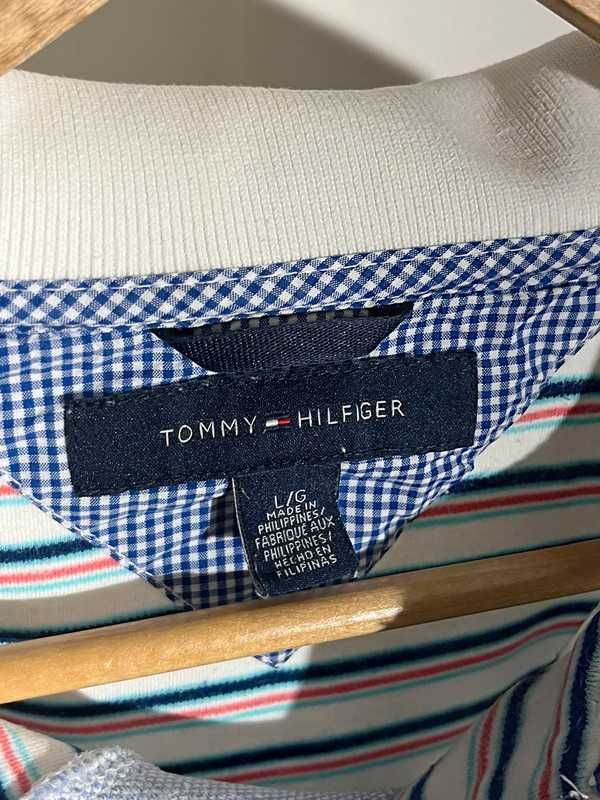 TOMMY HILFIGER
L/G
MADE IN
PHILIPPINES/
FABRIQUÉ AUX
PHILIPPINES/
HECHO EN
FILIPINAS